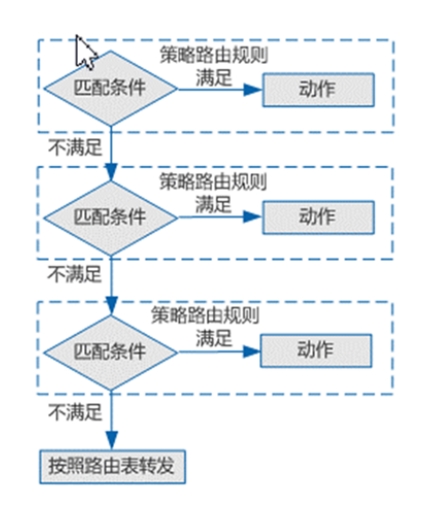 策略路由规则
匹配条件
满足
动作
不满足
策略路由规则
匹配条件
满足
动作
不满足
策略路由规则
匹配条件
满足
动作
不满足
按照路由表转发